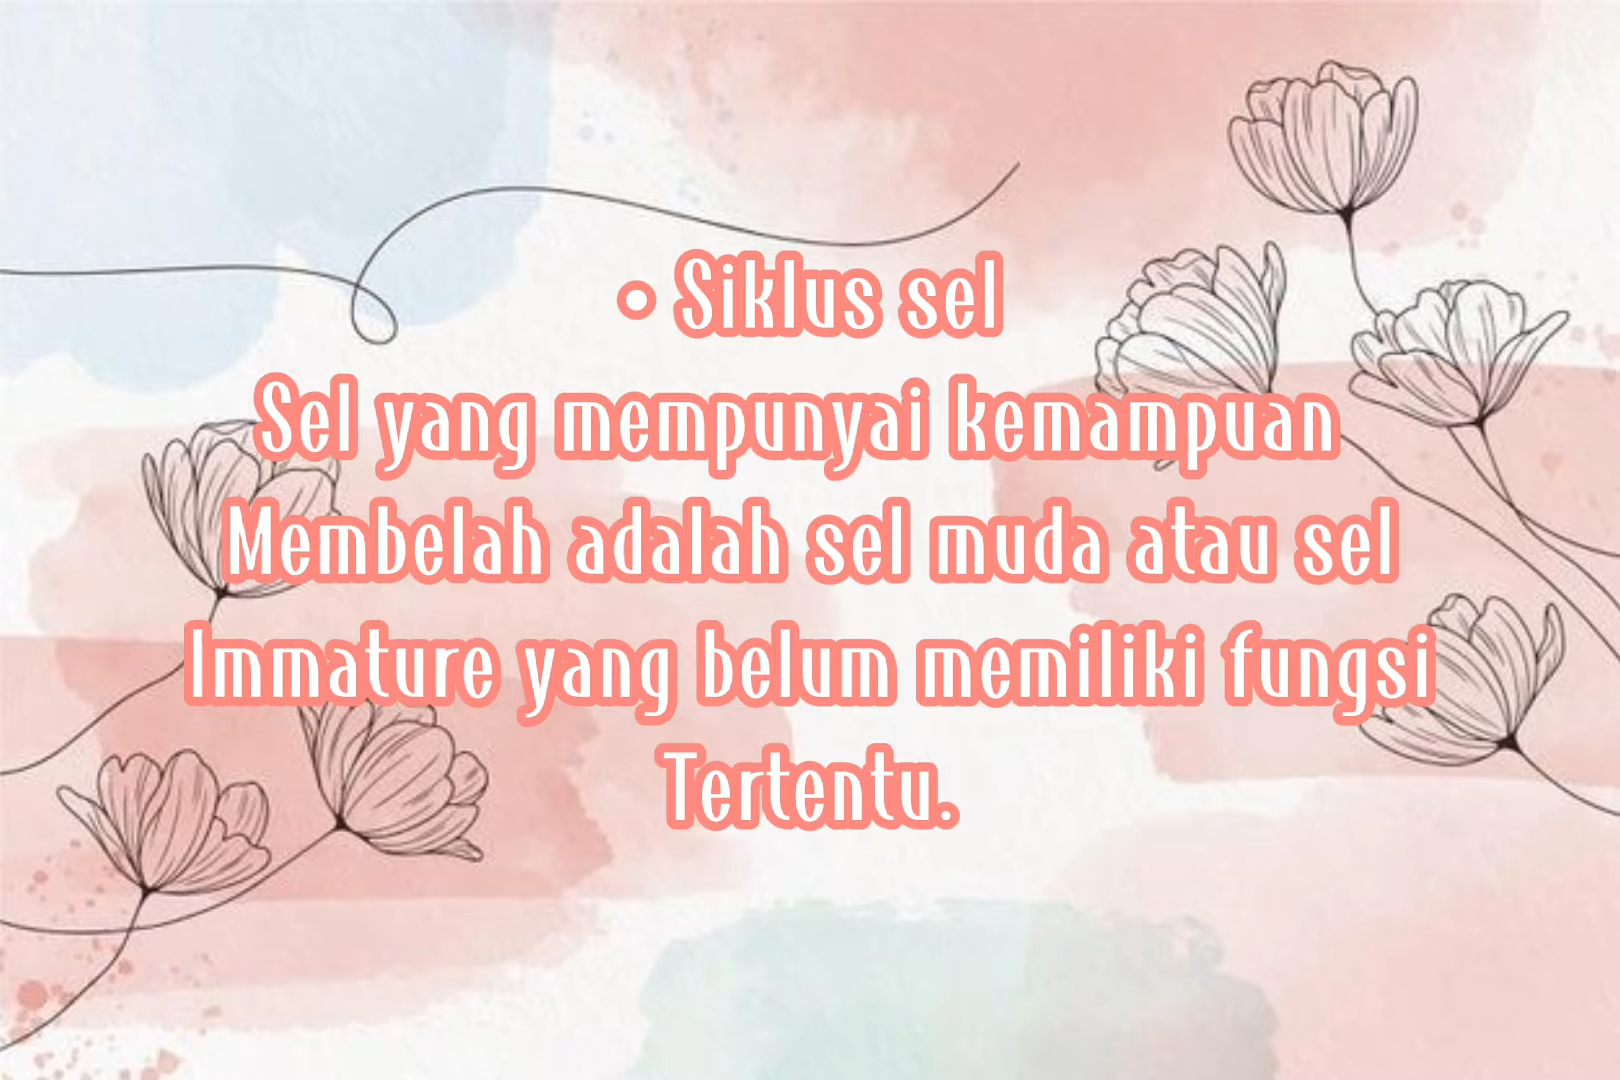 • Siklus sel
Sel yang mempunyai kemampuan
Membelah adalah sel muda atau sel
Immature yang belum memiliki fungsi
Tertentu.